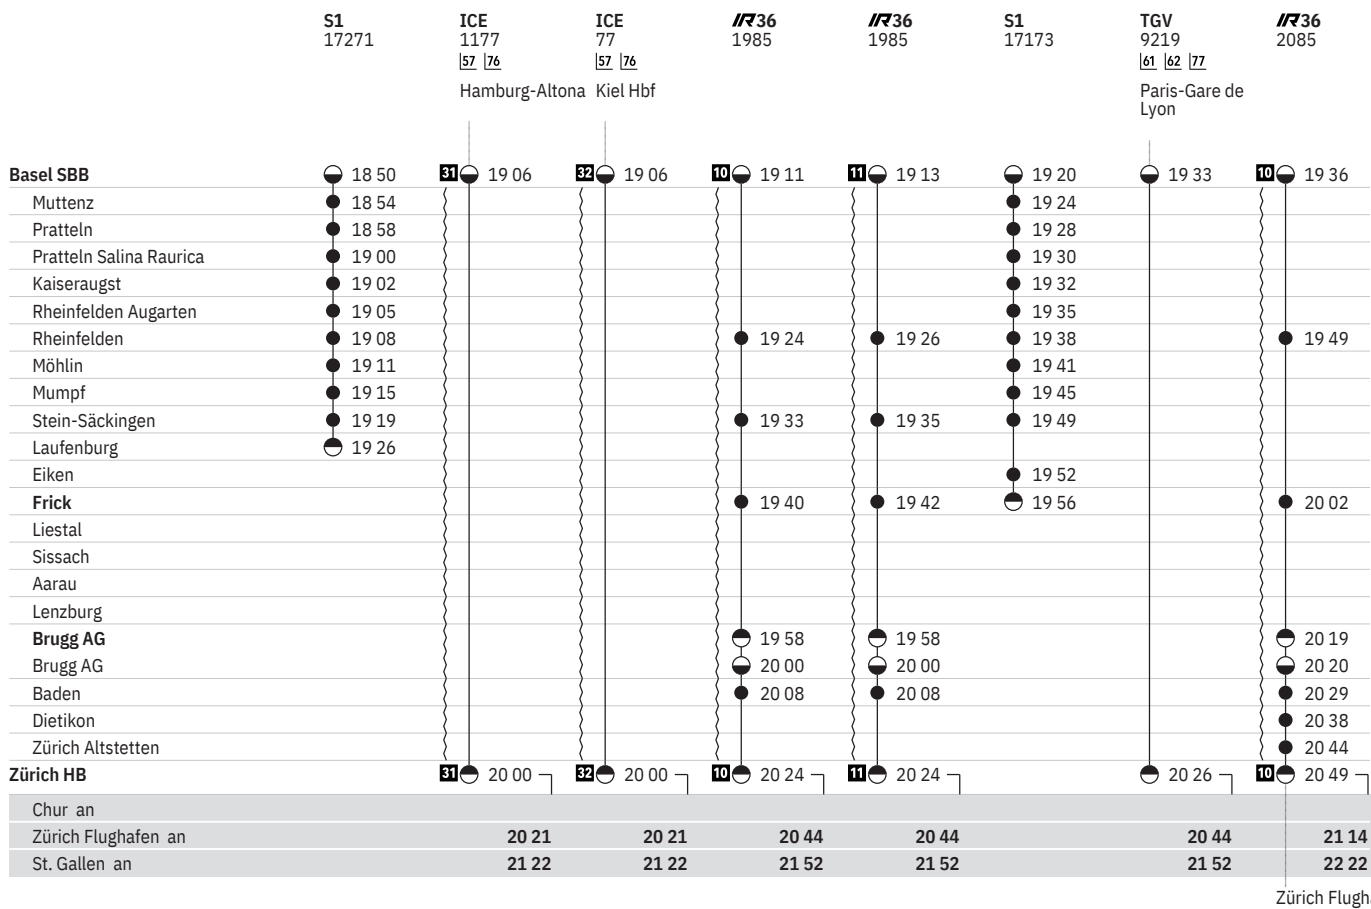 S1 ICE ICE IR36 IR36 S1 TGV IR36
17271 1177 77 1985 1985 17173 9219 2085
57 76 57 76 61 62 77
Hamburg-Altona Kiel Hbf Paris-Gare de
Lyon
Basel SBB 18 50 31 19 06 32 19 06 10 19 11 11 19 13 19 20 19 33 10 19 36
Muttenz 18 54 19 24
Pratteln 18 58 19 28
Pratteln Salina Raurica 19 00 19 30
Kaiseraugst 19 02 19 32
Rheinfelden Augarten 19 05 19 35
Rheinfelden 19 08 19 24 19 26 19 38 19 49
Möhlin 19 11 19 41
Mumpf 19 15 19 45
Stein-Säckingen 19 19 19 33 19 35 19 49
Laufenburg 19 26
Eiken 19 52
Frick 19 40 19 42 19 56 20 02
Liestal
Sissach
Aarau
Lenzburg
Brugg AG 19 58 19 58 20 19
Brugg AG 20 00 20 00 20 20
Baden 20 08 20 08 20 29
Dietikon 20 38
Zürich Altstetten 20 44
Zürich HB 31 20 00 32 20 00 10 20 24 11 20 24 20 26 10 20 49
Chur an
Zürich Flughafen an 20 21 20 21 20 44 20 44 20 44 21 14
St. Gallen an 21 22 21 22 21 52 21 52 21 52 22 22
Zürich Flugh